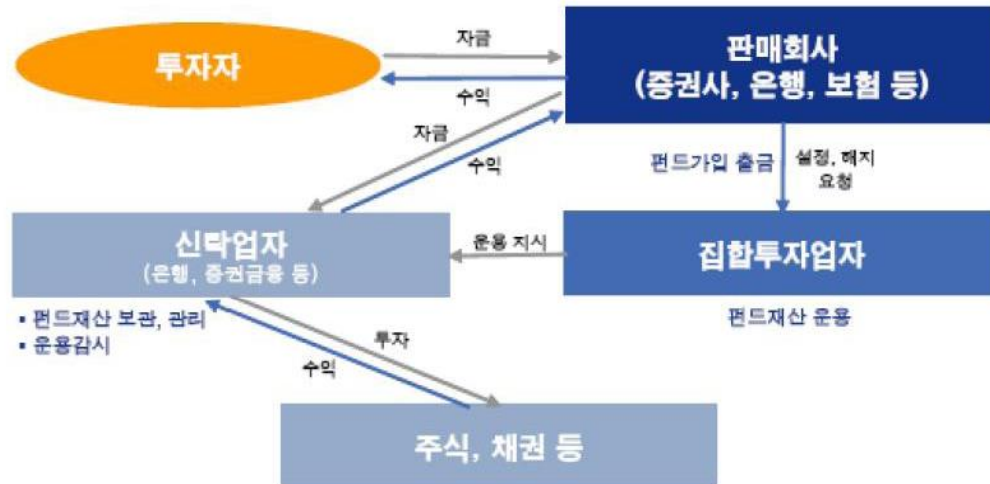 투자자
자금
수익
판매회사
(증권사, 은행, 보험 등)
자금
수익
펀드가입 출금
설정, 해지
요청
신탁업자
(은행, 증권금융 등)
운용 지시
집합투자업자
▪ 펀드재산 보관, 관리
▪ 운용감시
펀드재산 운용
투자
수익
주식, 채권 등